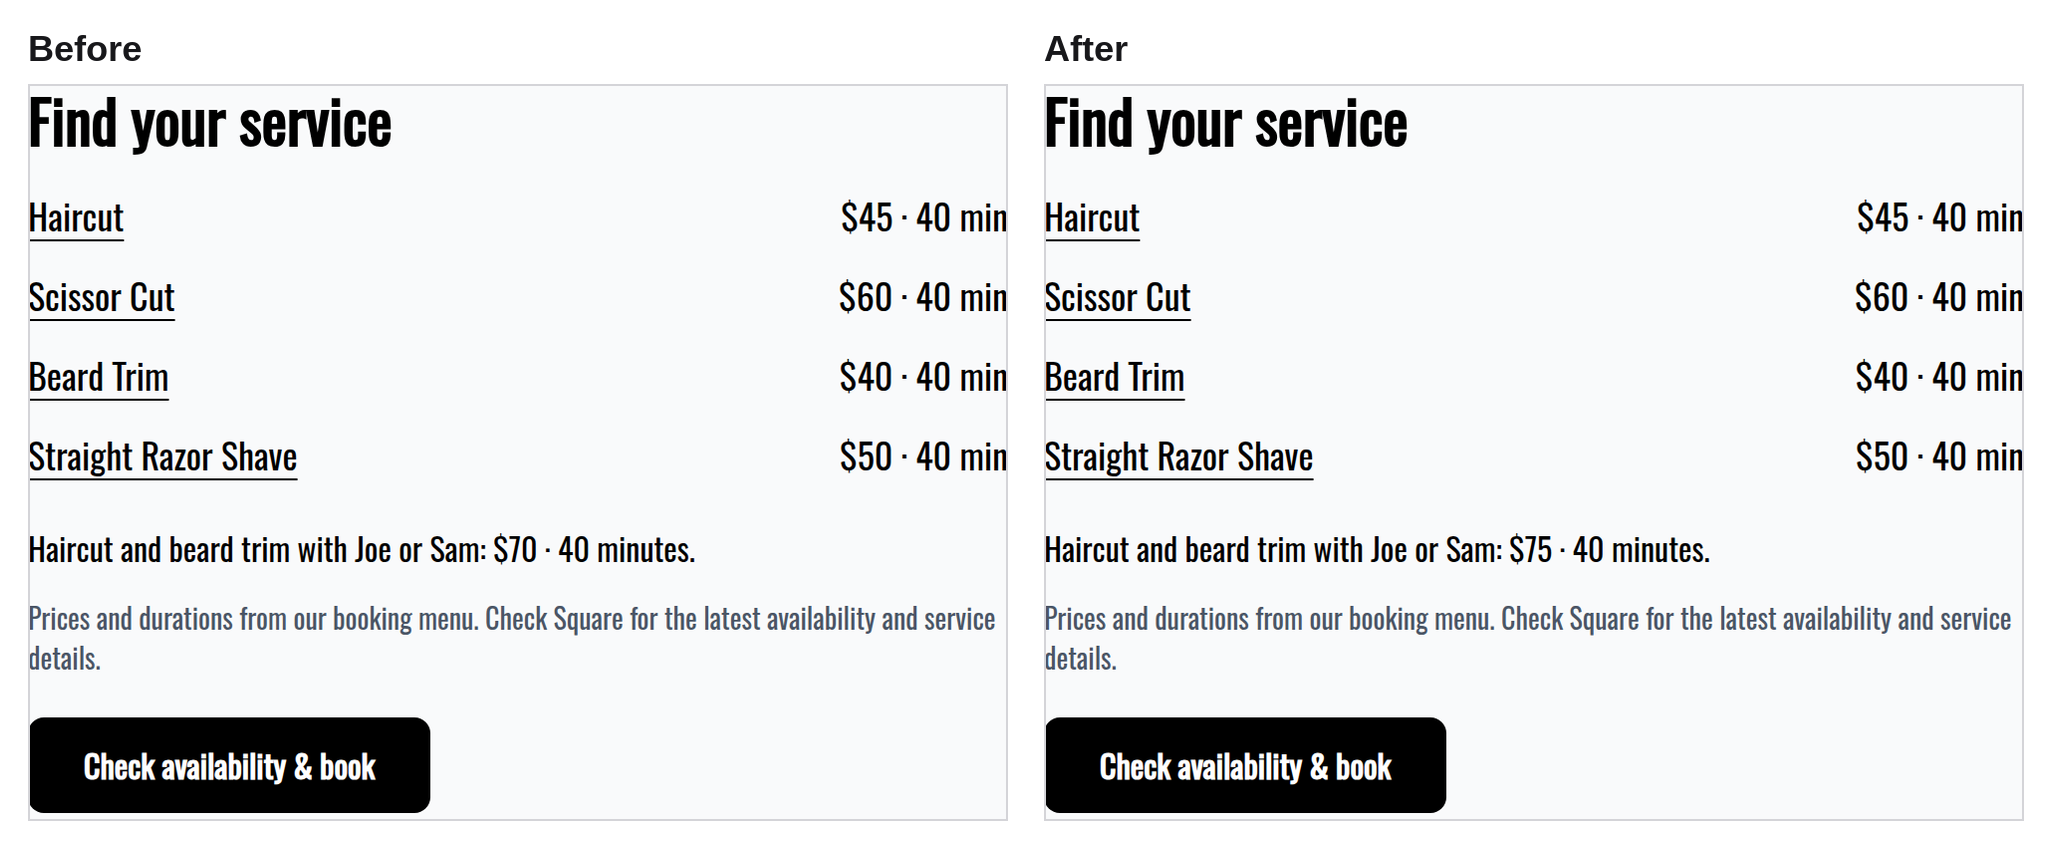 Before
Find your service
Haircut $45 · 40 min
Scissor Cut $60 · 40 min
Beard Trim $40 · 40 min
Straight Razor Shave $50 · 40 min
Haircut and beard trim with Joe or Sam: $70 · 40 minutes.
Prices and durations from our booking menu. Check Square for the latest availability and service
details.
Check availability & book
After
Find your service
Haircut $45 · 40 min
Scissor Cut $60 · 40 min
Beard Trim $40 · 40 min
Straight Razor Shave $50 · 40 min
Haircut and beard trim with Joe or Sam: $75 · 40 minutes.
Prices and durations from our booking menu. Check Square for the latest availability and service
details.
Check availability & book